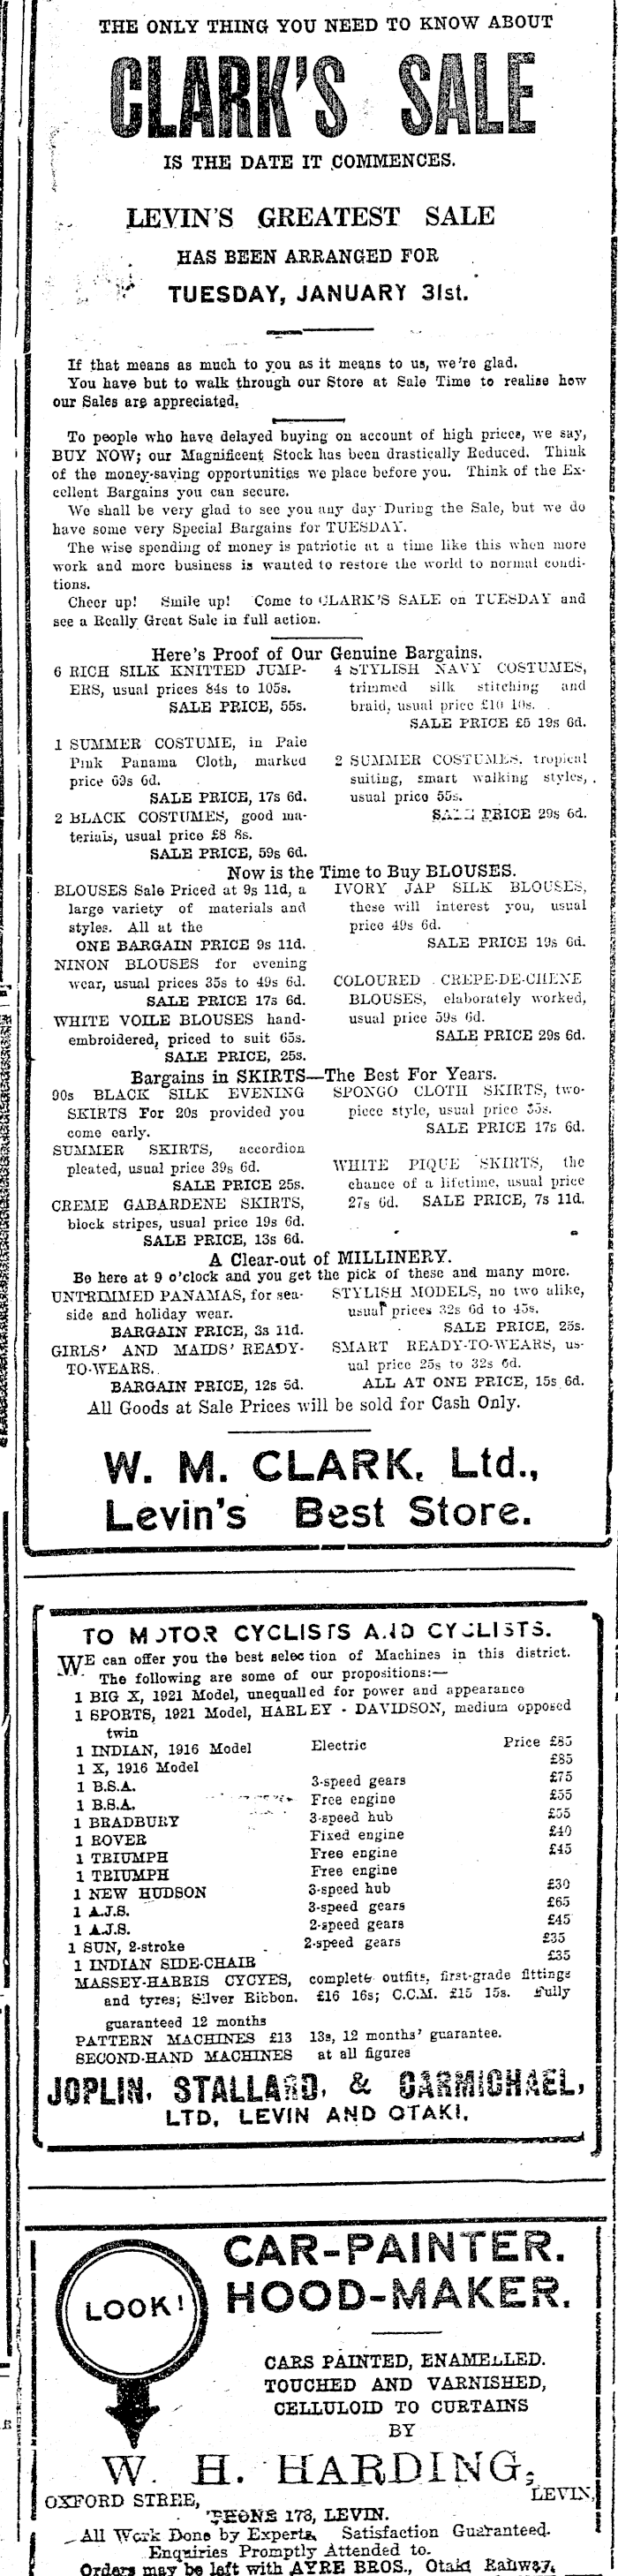 THE ONLY THING YOU NEED TO KNOW ABOUT
CLARK'S SALE
IS THE DATE IT COMMENCES.
LEVIN'S GREATEST SALE
HAS BEEN ARRANGED FOR
TUESDAY, JANUARY 31st.
If that means as much to you as it means to us, we're glad.
You have but to walk through our Store at Sale Time to realise how
our Sales are appreciated.
To people who have delayed buying on account of high prices, we say,
BUY NOW; our Magnificent Stock has been drastically Reduced. Think
of the money-saving opportunities we place before you. Think of the Ex-
cellent Bargains you can secure.
We shall be very glad to see you any day During the Sale, but we do
have some very Special Bargains for TUESDAY.
The wise spending of money is patriotic at a time like this when more
work and more business is wanted to restore the world to normal condi-
tions.
Cheer up! Smile up! Come to CLARK'S SALE on TUESDAY and
see a Really Great Sale in full action.
Here's Proof of Our Genuine Bargains.
6 RICH SILK KNITTED JUMP-
ERS, usual prices 84s to 105s.
SALE PRICE, 55s.
1 SUMMER COSTUME, in Pale
Pink Panama Cloth, marked
price 69s 6d.
SALE PRICE, 17s 6d.
2 BLACK COSTUMES, good ma-
terials, usual price £8 8s.
SALE PRICE, 59s 6d.
4 STYLISH NAVY COSTUMES,
trimmed silk stitching and
braid, usual price £10 10s.
SALE PRICE £5 19s 6d.
2 SUMMER COSTUMES, tropical
suiting, smart walking styles,
usual price 55s.
SALE PRICE 29s 6d.
Now is the Time to Buy BLOUSES.
BLOUSES Sale Priced at 9s 11d, a
large variety of materials and
styles. All at the
ONE BARGAIN PRICE 9s 11d.
NINON BLOUSES for evening
wear, usual prices 35s to 49s 6d.
SALE PRICE 17s 6d.
WHITE VOILE BLOUSES hand-
embroidered, priced to suit 65s.
SALE PRICE, 25s.
IVORY JAP SILK BLOUSES,
these will interest you, usual
price 49s 6d.
SALE PRICE 19s 6d.
COLOURED CREPE-DE-CHENE
BLOUSES, elaborately worked,
usual price 59s 6d.
SALE PRICE 29s 6d.
Bargains in SKIRTS—The Best For Years.
90s BLACK SILK EVENING
SKIRTS For 20s provided you
come early.
SUMMER SKIRTS, accordion
pleated, usual price 39s 6d.
SALE PRICE 25s.
CREME GABARDENE SKIRTS,
block stripes, usual price 19s 6d.
SALE PRICE, 13s 6d.
SPONGO CLOTH SKIRTS, two-
piece style, usual price 35s.
SALE PRICE 17s 6d.
WHITE PIQUE SKIRTS, the
chance of a lifetime, usual price
27s 6d. SALE PRICE, 7s 11d.
A Clear-out of MILLINERY.
Be here at 9 o'clock and you get the pick of these and many more.
UNTRIMMED PANAMAS, for sea-
side and holiday wear.
BARGAIN PRICE, 3s 11d.
GIRLS' AND MAIDS' READY-
TO-WEARS.
BARGAIN PRICE, 12s 5d.
STYLISH MODELS, no two alike,
usual prices 32s 6d to 45s.
SALE PRICE, 25s.
SMART READY-TO-WEARS, us-
ual price 25s to 32s 6d.
ALL AT ONE PRICE, 15s 6d.
All Goods at Sale Prices will be sold for Cash Only.
W. M. CLARK, Ltd.,
Levin's Best Store.
TO MOTOR CYCLISTS AND CYCLISTS.
WE can offer you the best selection of Machines in this district.
The following are some of our propositions:—
1 BIG X, 1921 Model, unequalled for power and appearance
1 SPORTS, 1921 Model, HARLEY - DAVIDSON, medium opposed
twin
1 INDIAN, 1916 Model Electric Price £85
1 X, 1916 Model £85
1 B.S.A. 3-speed gears £75
1 B.S.A. Free engine £55
1 BRADBURY 3-speed hub £55
1 ROVER Fixed engine £40
1 TRIUMPH Free engine £45
1 TRIUMPH Free engine
1 NEW HUDSON 3-speed hub £30
1 A.J.S. 3-speed gears £65
1 A.J.S. 2-speed gears £45
1 SUN, 2-stroke 2-speed gears £35
1 INDIAN SIDE-CHAIR £35
MASSEY-HARRIS CYCYES, complete outfits, first-grade fittings
and tyres; Silver Ribbon. £16 16s; C.C.M. £15 15s. Fully
guaranteed 12 months
PATTERN MACHINES £13 13s, 12 months' guarantee.
SECOND-HAND MACHINES at all figures
JOPLIN, STALLARD, & CARMICHAEL,
LTD, LEVIN AND OTAKI.
LOOK!
CAR-PAINTER.
HOOD-MAKER.
CARS PAINTED, ENAMELLED.
TOUCHED AND VARNISHED,
CELLULOID TO CURTAINS
BY
W. H. HARDING,
OXFORD STREE, LEVIN,
'PHONE 178, LEVIN.
All Work Done by Experts. Satisfaction Guaranteed.
Enquiries Promptly Attended to.
Orders may be left with AYRE BROS., Otaki Railway.